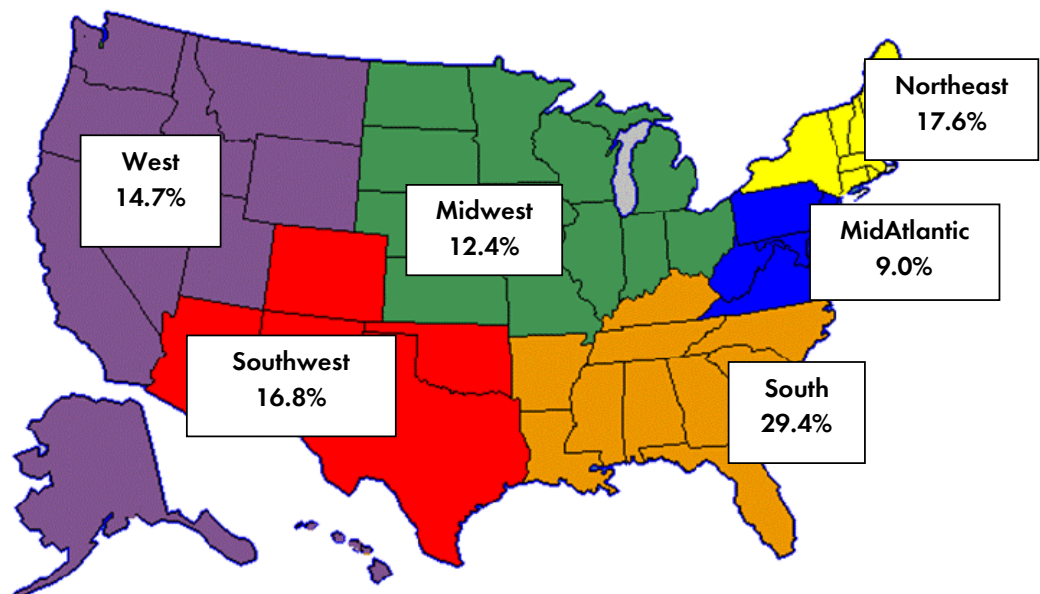 Northeast
17.6%
West
14.7%
Midwest
12.4%
MidAtlantic
9.0%
Southwest
16.8%
South
29.4%